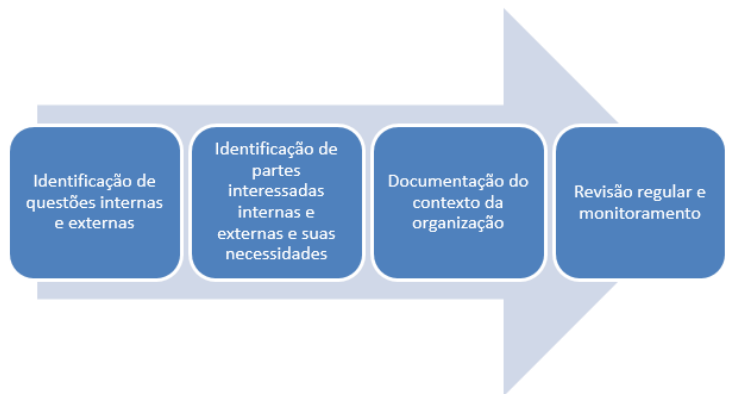 Identificação de
questões internas
e externas
Identificação de
partes
interessadas
internas e
externas e suas
necessidades
Documentação do
contexto da
organização
Revisão regular e
monitoramento